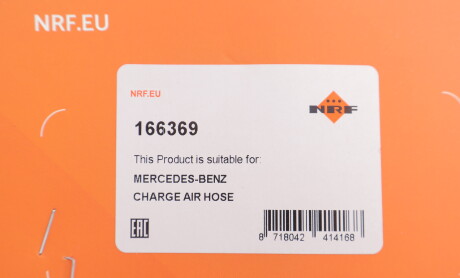 NRF.EU
NRF.EU
NRF
166369
This Product is suitable for:
MERCEDES-BENZ
CHARGE AIR HOSE
EAC
8 718042 414168